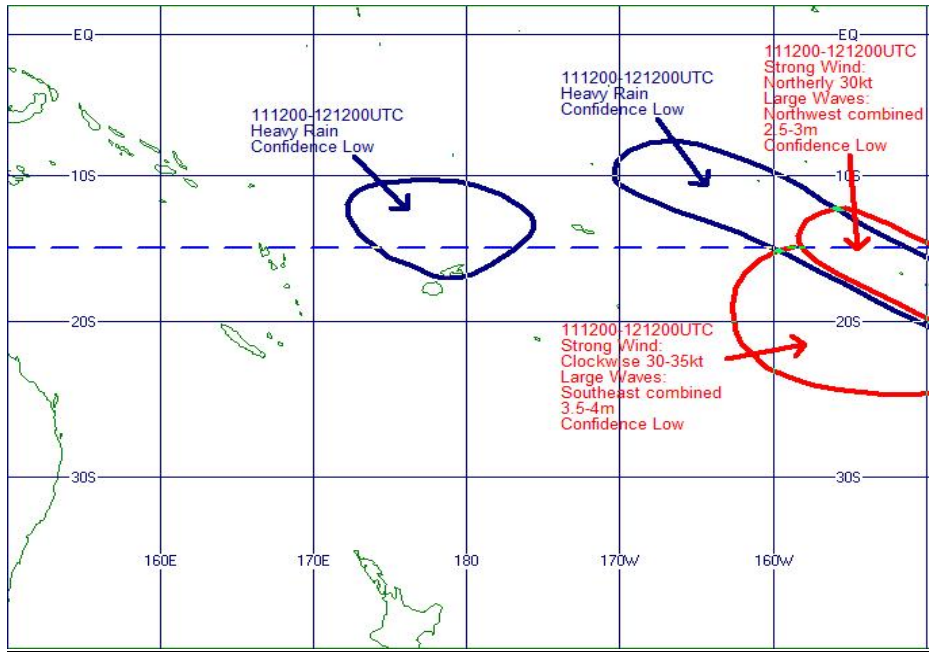 EQ
EQ
111200-121200UTC
Strong Wind:
Northerly 30kt
Large Waves:
Northwest combined
2.5-3m
Confidence Low
111200-121200UTC
Heavy Rain
Confidence Low
111200-121200UTC
Heavy Rain
Confidence Low
10S
10S
20S
20S
111200-121200UTC
Strong Wind:
Clockwise 30-35kt
Large Waves:
Southeast combined
3.5-4m
Confidence Low
30S
30S
160E
170E
180
170W
160W